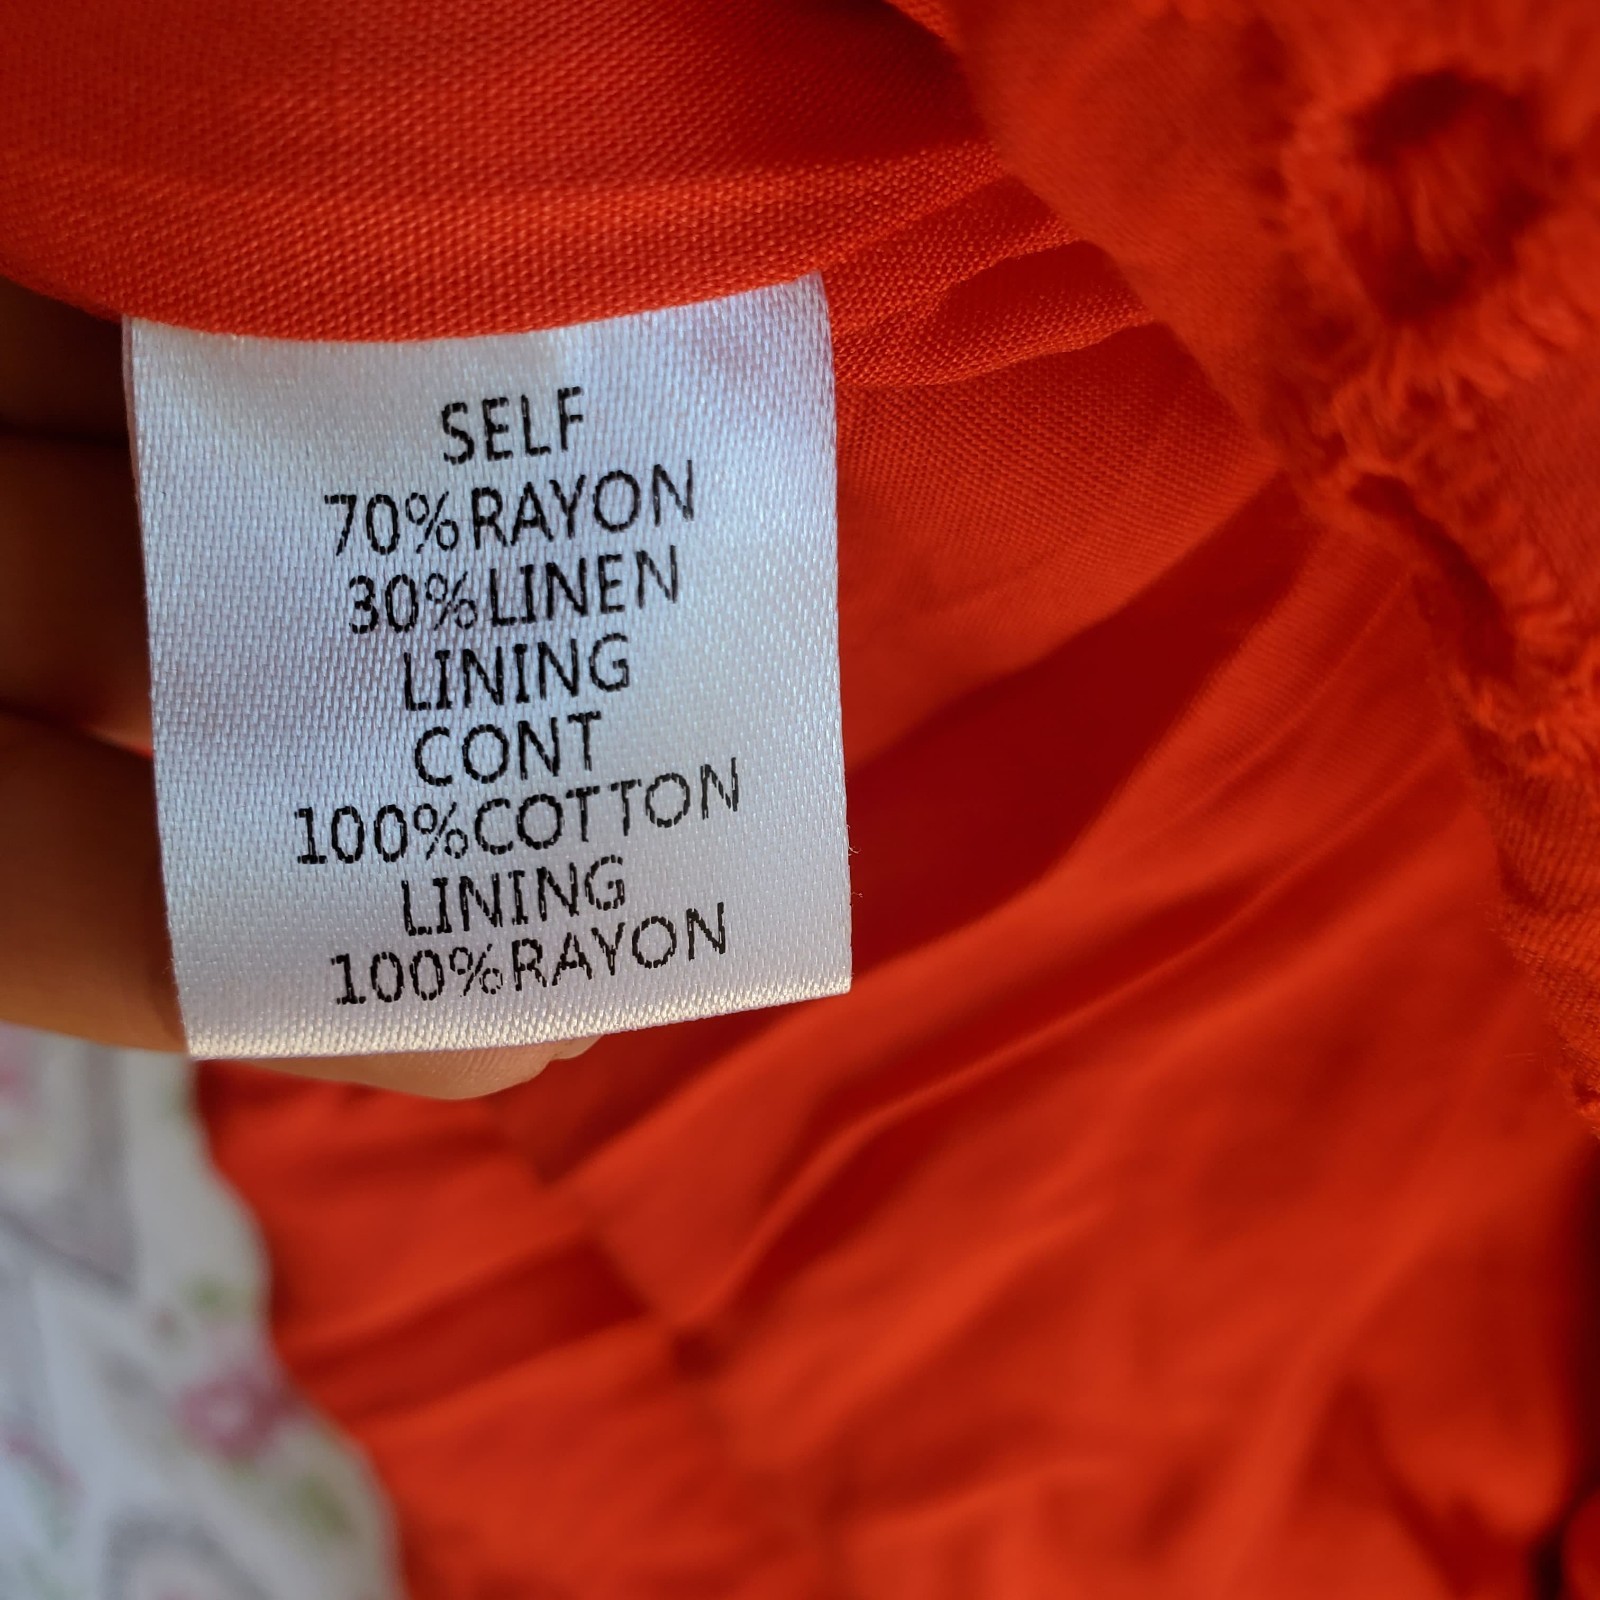 SELF
70%RAYON
30%LINEN
LINING
CONT
100%COTTON
LINING
100%RAYON